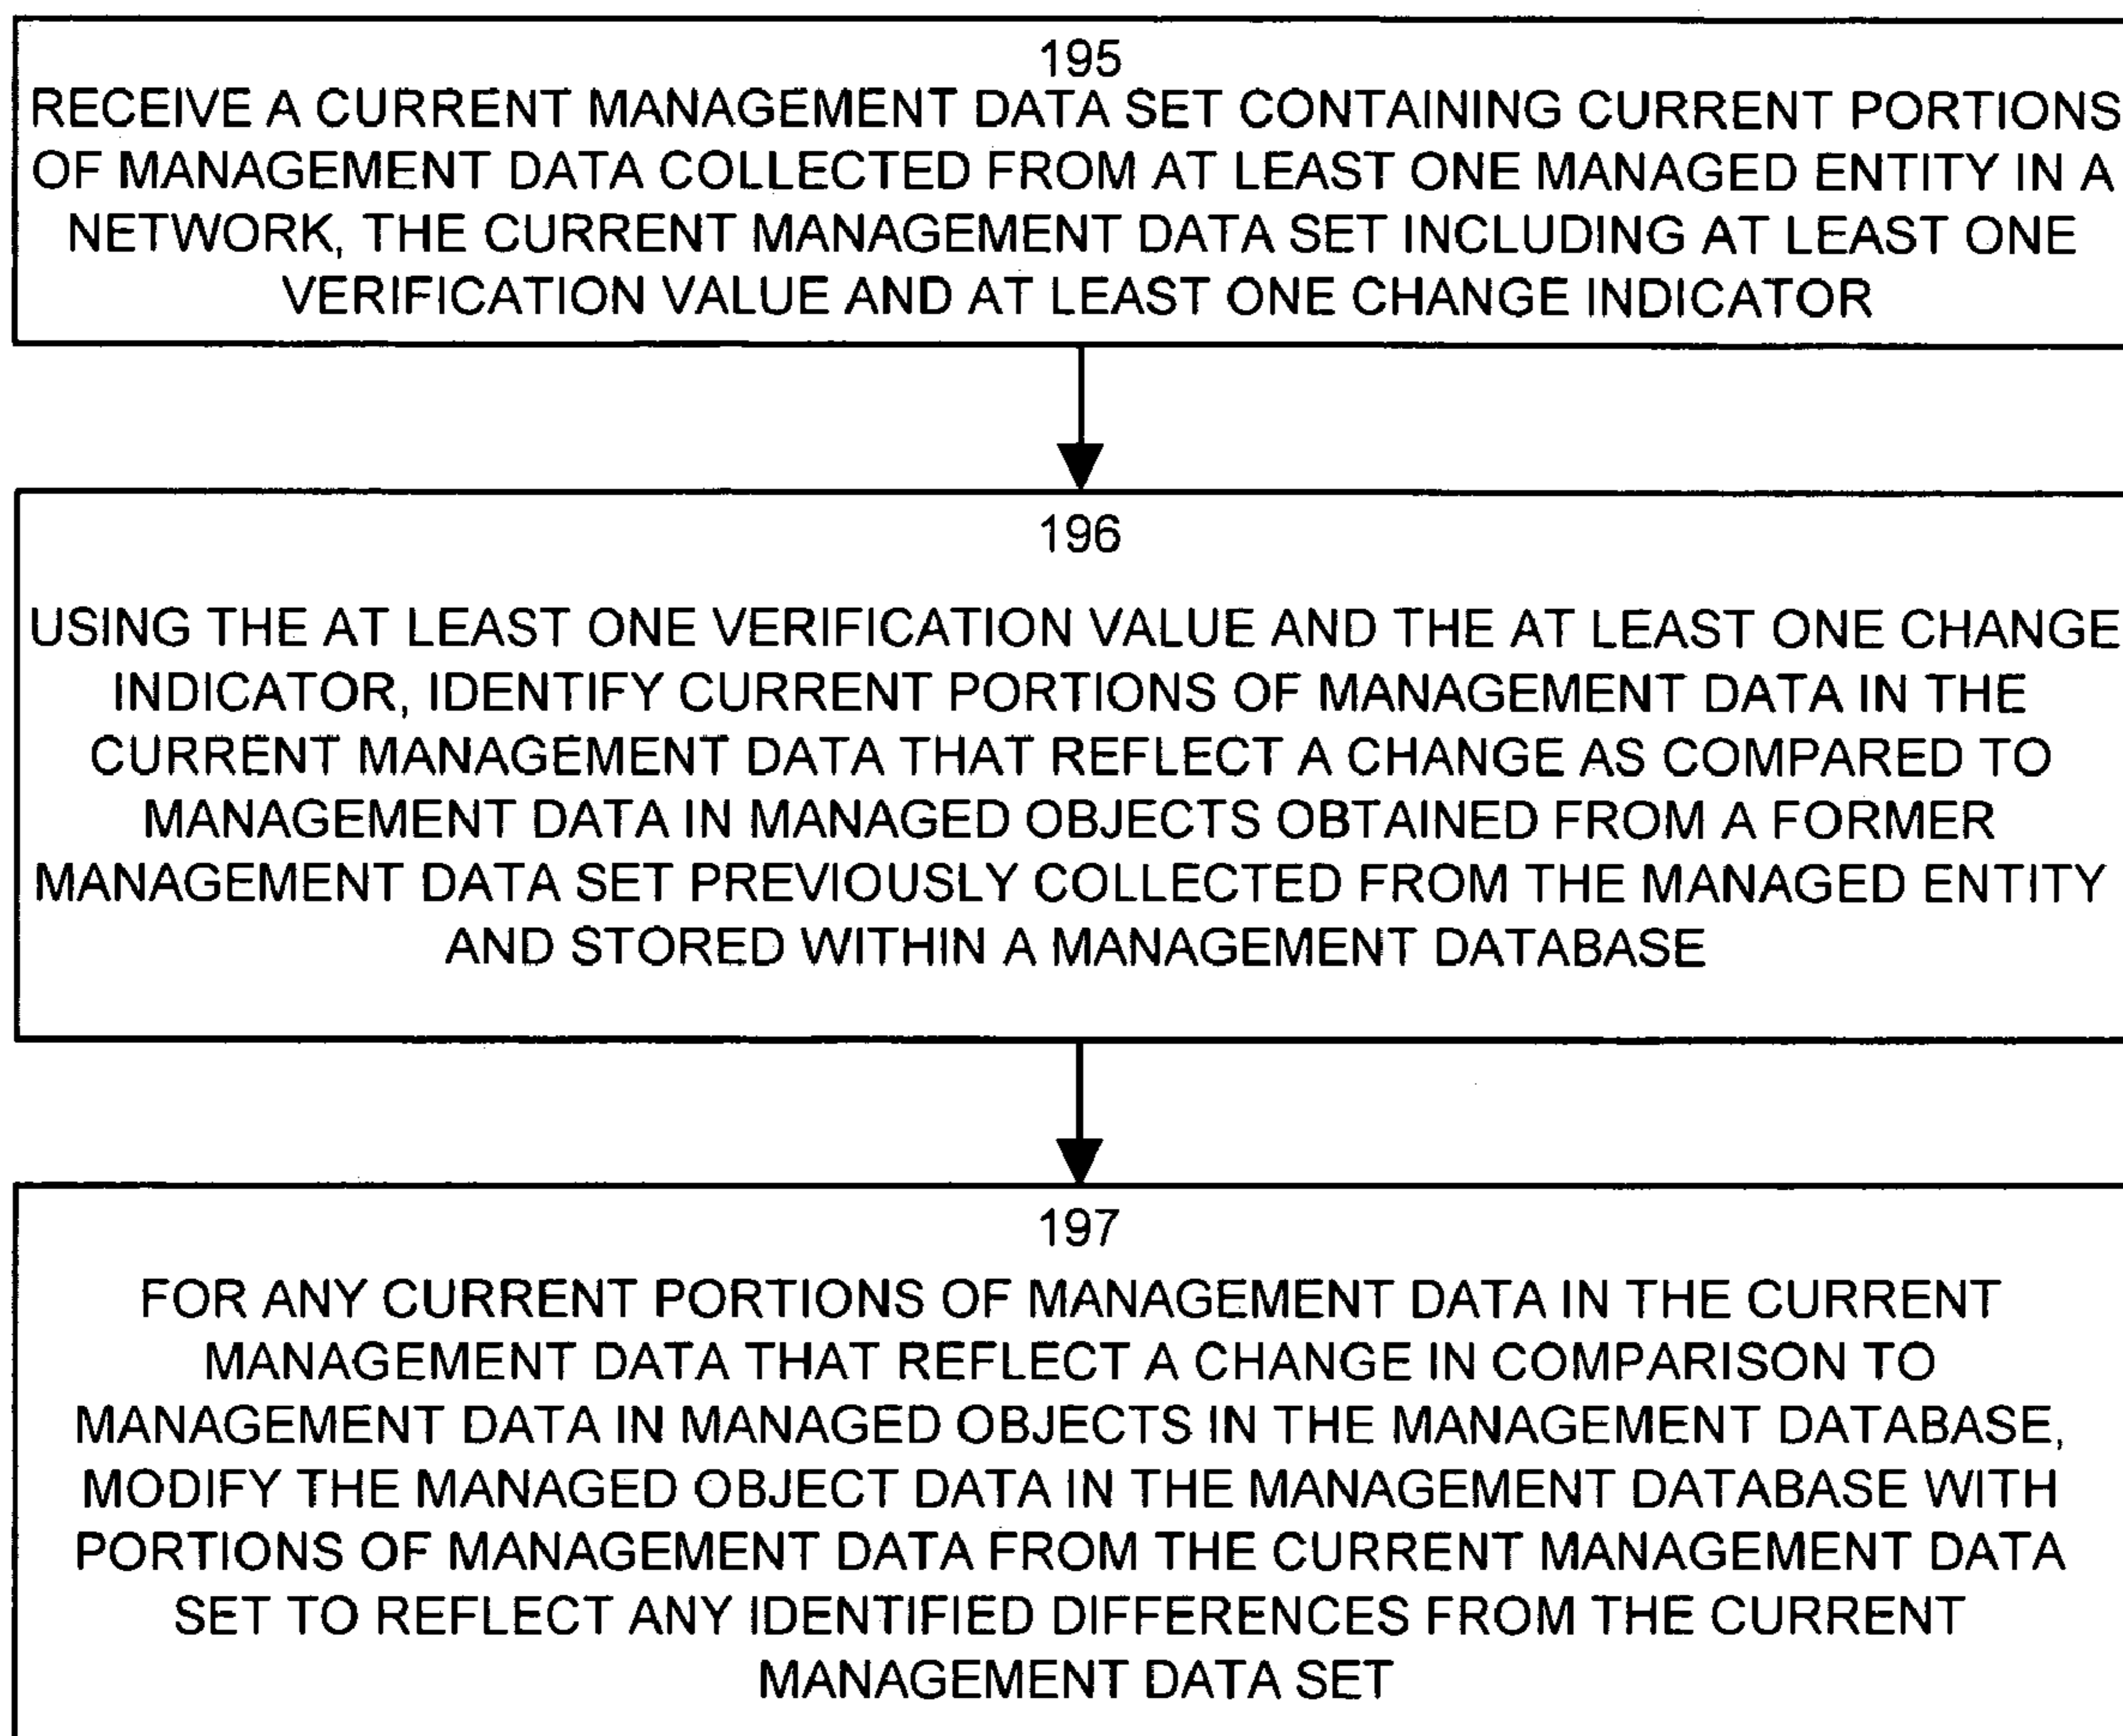 195
RECEIVE A CURRENT MANAGEMENT DATA SET CONTAINING CURRENT PORTIONS
OF MANAGEMENT DATA COLLECTED FROM AT LEAST ONE MANAGED ENTITY IN A
NETWORK, THE CURRENT MANAGEMENT DATA SET INCLUDING AT LEAST ONE
VERIFICATION VALUE AND AT LEAST ONE CHANGE INDICATOR
196
USING THE AT LEAST ONE VERIFICATION VALUE AND THE AT LEAST ONE CHANGE
INDICATOR, IDENTIFY CURRENT PORTIONS OF MANAGEMENT DATA IN THE
CURRENT MANAGEMENT DATA THAT REFLECT A CHANGE AS COMPARED TO
MANAGEMENT DATA IN MANAGED OBJECTS OBTAINED FROM A FORMER
MANAGEMENT DATA SET PREVIOUSLY COLLECTED FROM THE MANAGED ENTITY
AND STORED WITHIN A MANAGEMENT DATABASE
197
FOR ANY CURRENT PORTIONS OF MANAGEMENT DATA IN THE CURRENT
MANAGEMENT DATA THAT REFLECT A CHANGE IN COMPARISON TO
MANAGEMENT DATA IN MANAGED OBJECTS IN THE MANAGEMENT DATABASE,
MODIFY THE MANAGED OBJECT DATA IN THE MANAGEMENT DATABASE WITH
PORTIONS OF MANAGEMENT DATA FROM THE CURRENT MANAGEMENT DATA
SET TO REFLECT ANY IDENTIFIED DIFFERENCES FROM THE CURRENT
MANAGEMENT DATA SET